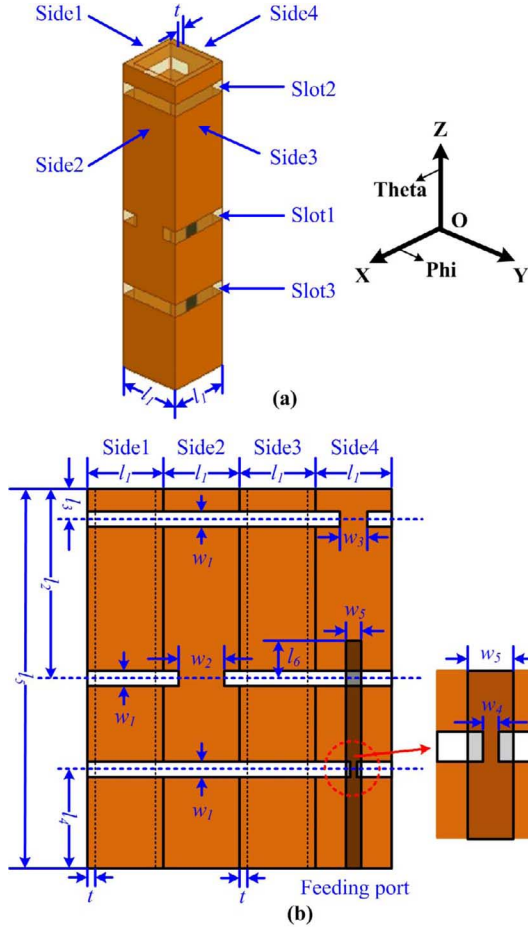 t
Side1
Side4
Slot2
Side2
Side3
Slot1
Slot3
l1
l1
Z
Theta
O
X
Phi
Y
(a)
Side1 Side2 Side3 Side4
l1 l1 l1 l1
l3
w1
w3
l2
w5
l6
l5
w2
w1
w5
w4
w1
l4
t
t
Feeding port
(b)